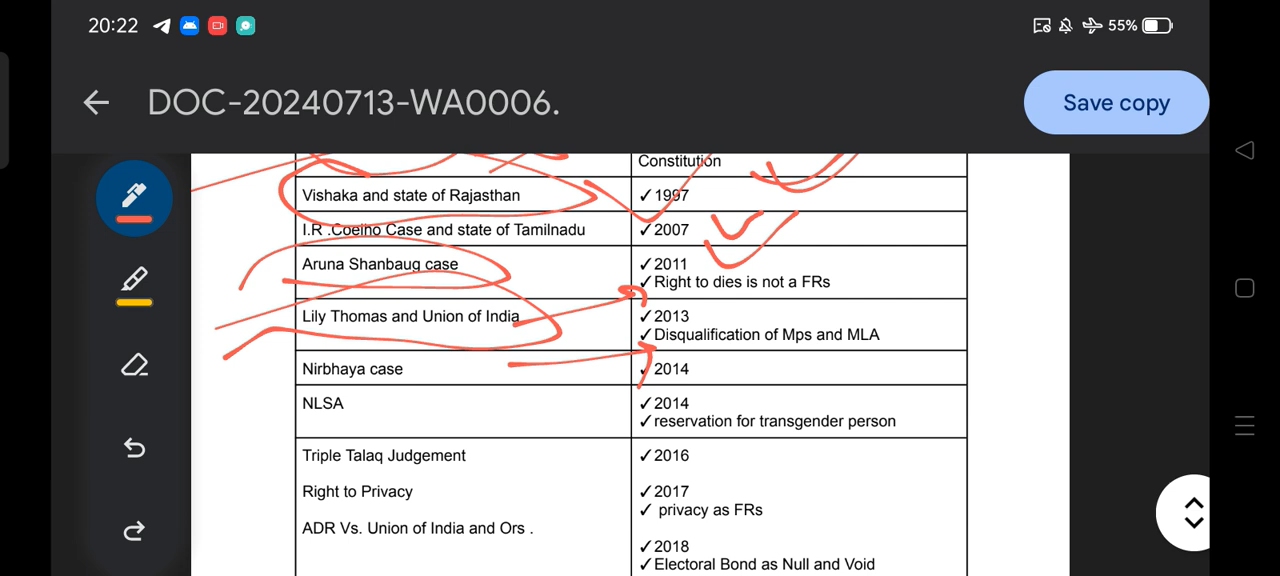 20:22
55%
DOC-20240713-WA0006.
Save copy
Constitution
Vishaka and state of Rajasthan
✓1997
I.R .Coelho Case and state of Tamilnadu
✓2007
Aruna Shanbaug case
✓2011
✓Right to dies is not a FRs
Lily Thomas and Union of India
✓2013
✓Disqualification of Mps and MLA
Nirbhaya case
✓2014
NLSA
✓2014
✓reservation for transgender person
Triple Talaq Judgement
✓2016
Right to Privacy
✓2017
✓ privacy as FRs
ADR Vs. Union of India and Ors .
✓2018
✓Electoral Bond as Null and Void